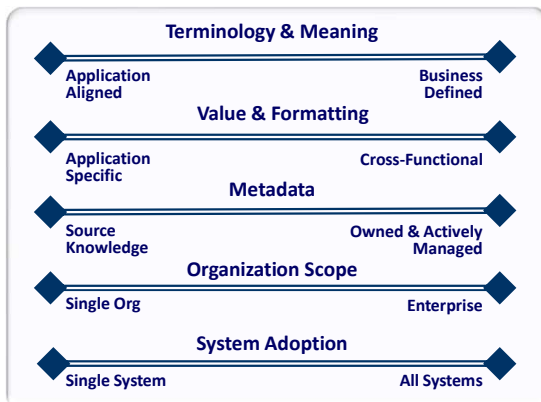 Terminology & Meaning
Application
Aligned
Business
Defined
Value & Formatting
Application
Specific
Cross-Functional
Metadata
Source
Knowledge
Owned & Actively
Managed
Organization Scope
Single Org
Enterprise
System Adoption
Single System
All Systems